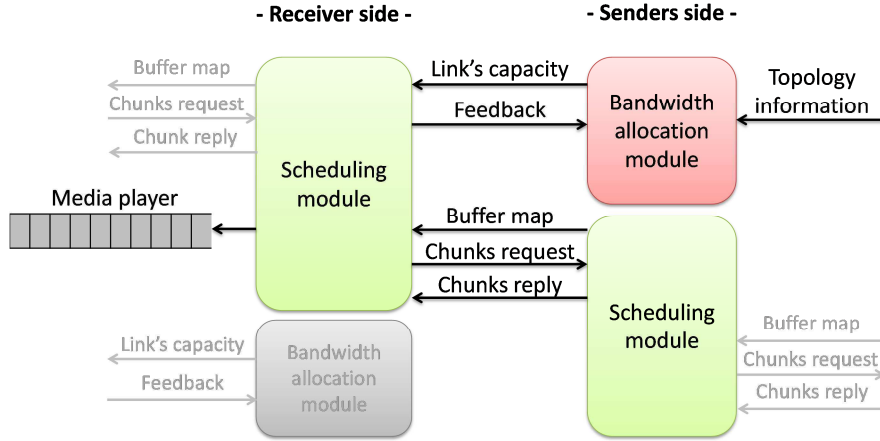 - Receiver side -
- Senders side -
Buffer map
Chunks request
Chunk reply
Media player
Scheduling
module
Link's capacity
Feedback
Bandwidth
allocation
module
Topology
information
Buffer map
Chunks request
Chunks reply
Scheduling
module
Link's capacity
Feedback
Bandwidth
allocation
module
Buffer map
Chunks request
Chunks reply